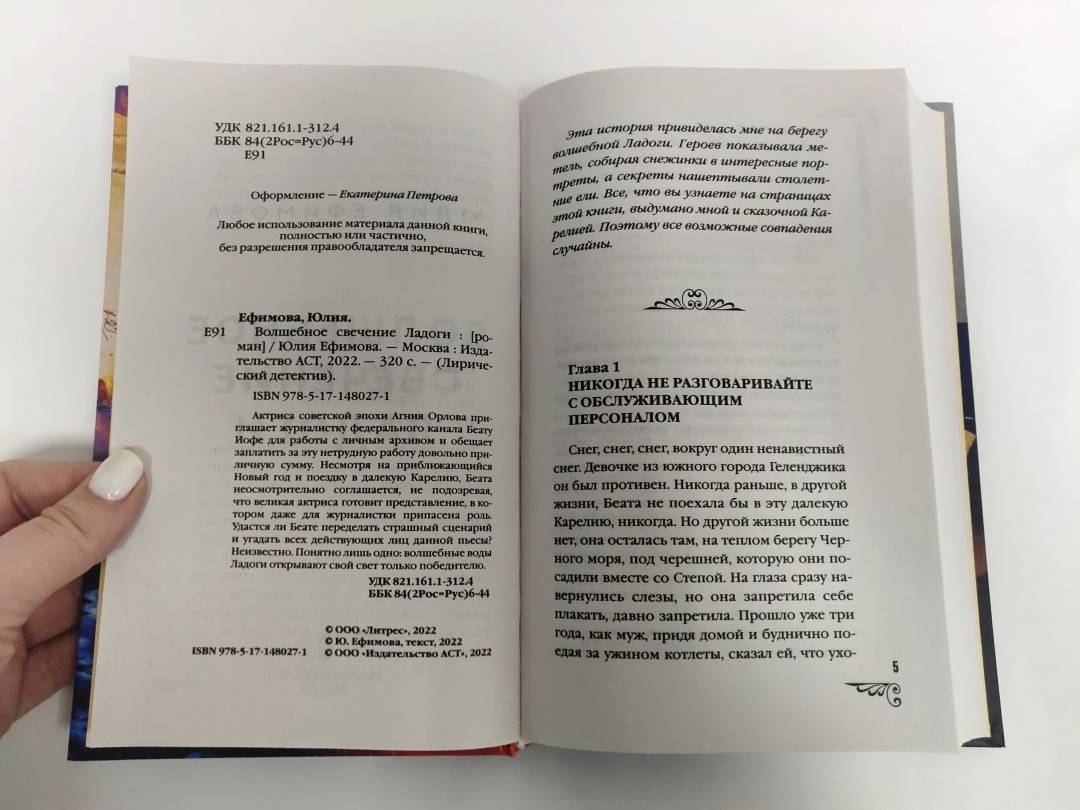 УДК 821.161.1-312.4
ББК 84(2Рос=Рус)6-44
Е91
Оформление — Екатерина Петрова
Любое использование материала данной книги,
полностью или частично,
без разрешения правообладателя запрещается.
Ефимова, Юлия.
Е91 Волшебное свечение Ладоги : [ро-
ман] / Юлия Ефимова. — Москва : Изда-
тельство АСТ, 2022. — 320 с. — (Лириче-
ский детектив).
ISBN 978-5-17-148027-1
Актриса советской эпохи Агния Орлова при-
глашает журналистку федерального канала Беату
Иофе для работы с личным архивом и обещает
заплатить за эту нетрудную работу довольно при-
личную сумму. Несмотря на приближающийся
Новый год и поездку в далекую Карелию, Беата
неосмотрительно соглашается, не подозревая,
что великая актриса готовит представление, в ко-
тором даже для журналистки припасена роль.
Удастся ли Беате переделать страшный сценарий
и угадать всех действующих лиц данной пьесы?
Неизвестно. Понятно лишь одно: волшебные воды
Ладоги открывают свой свет только победителю.
УДК 821.161.1-312.4
ББК 84(2Рос=Рус)6-44
© ООО «Литрес», 2022
© Ю. Ефимова, текст, 2022
ISBN 978-5-17-148027-1 © ООО «Издательство АСТ», 2022
Эта история привиделась мне на берегу
волшебной Ладоги. Героев показывала ме-
тель, собирая снежинки в интересные пор-
треты, а секреты нашептывали столет-
ние ели. Все, что вы узнаете на страницах
этой книги, выдумано мной и сказочной Ка-
релией. Поэтому все возможные совпадения
случайны.
Глава 1
НИКОГДА НЕ РАЗГОВАРИВАЙТЕ
С ОБСЛУЖИВАЮЩИМ
ПЕРСОНАЛОМ
Снег, снег, снег, вокруг один ненавистный
снег. Девочке из южного города Геленджика
он был противен. Никогда раньше, в другой
жизни, Беата не поехала бы в эту далекую
Карелию, никогда. Но другой жизни больше
нет, она осталась там, на теплом берегу Чер-
ного моря, под черешней, которую они по-
садили вместе со Степой. На глаза сразу на-
вернулись слезы, но она запретила себе
плакать, давно запретила. Прошло уже три
года, как муж, придя домой и буднично по-
едая за ужином котлеты, сказал ей, что ухо-
5